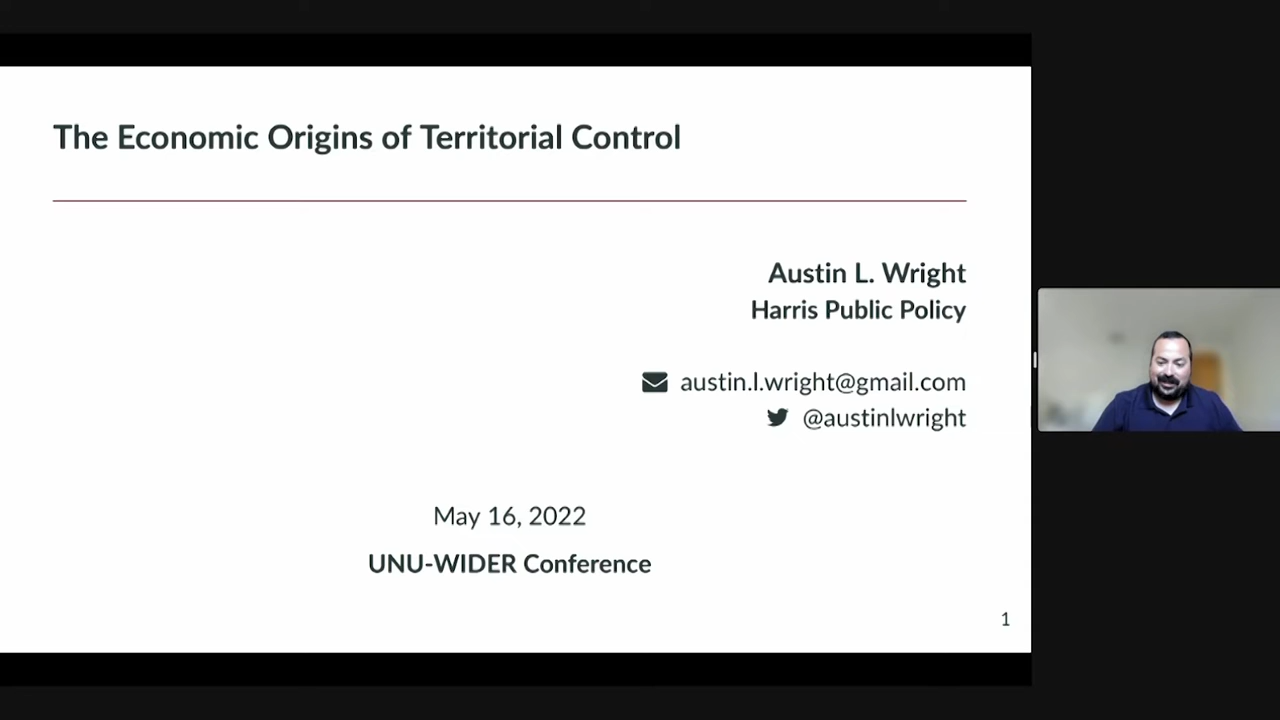 The Economic Origins of Territorial Control
Austin L. Wright
Harris Public Policy
austin.l.wright@gmail.com
@austinlwright
May 16, 2022
UNU-WIDER Conference
1